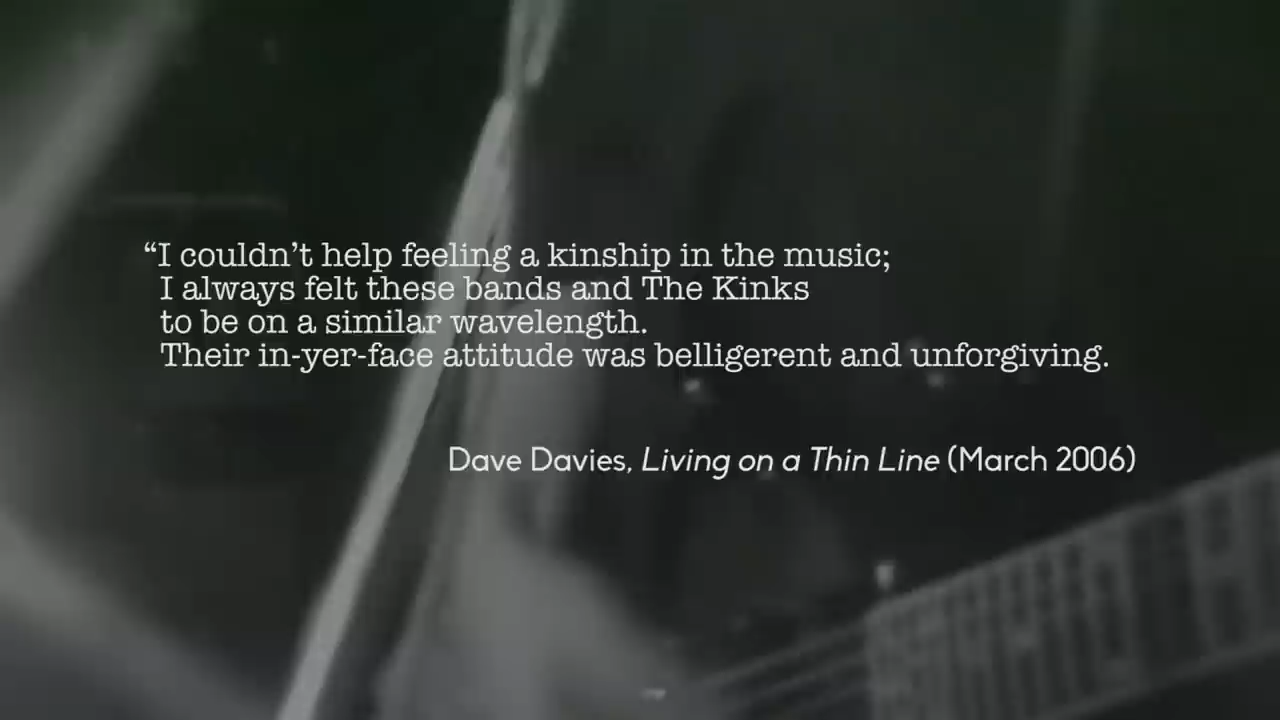 “I couldn’t help feeling a kinship in the music;
I always felt these bands and The Kinks
to be on a similar wavelength.
Their in-yer-face attitude was belligerent and unforgiving.
Dave Davies, Living on a Thin Line (March 2006)